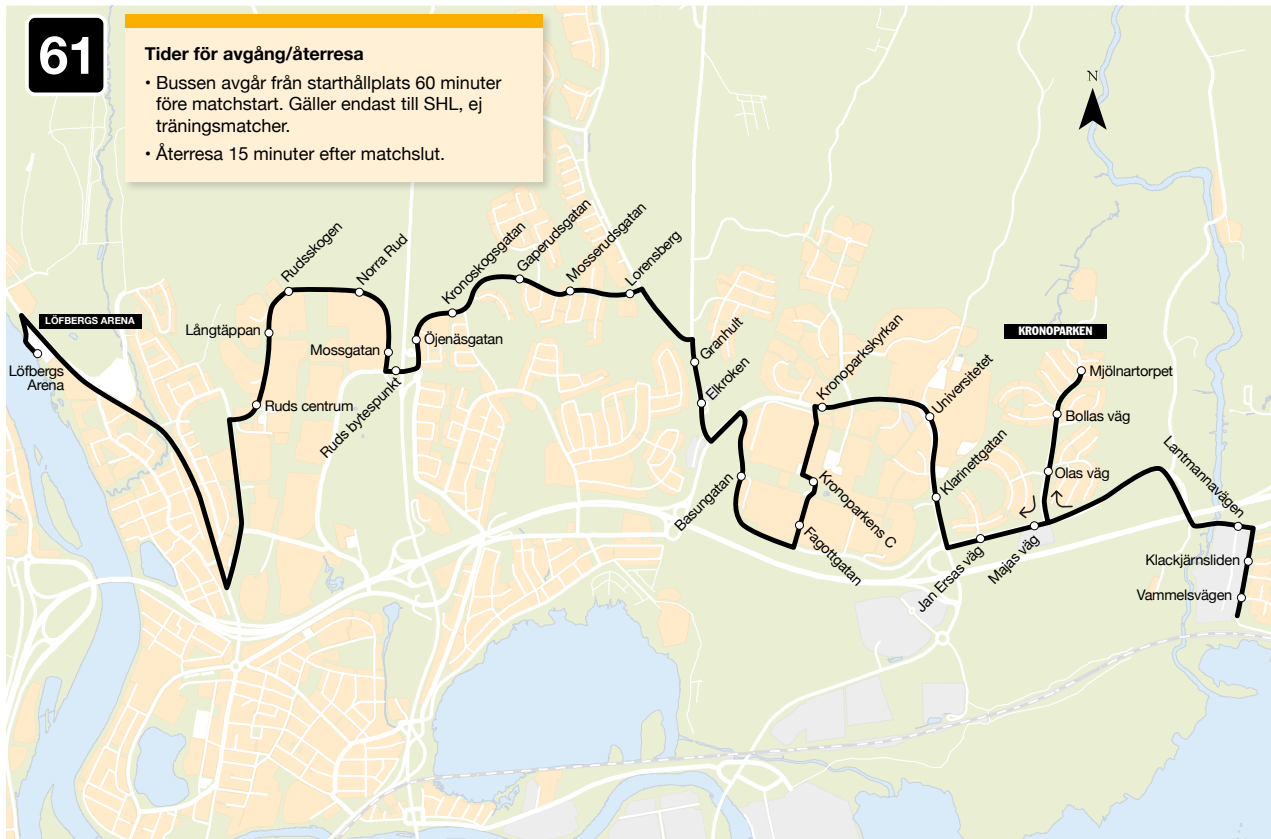 61
Tider för avgång/återresa
• Bussen avgår från starthållplats 60 minuter
före matchstart. Gäller endast till SHL, ej
träningsmatcher.
• Återresa 15 minuter efter matchslut.
N
LÖFBERGS ARENA
Löfbergs
Arena
Ruds centrum
Långtäppan
Rudsskogen
Norra Rud
Mossgatan
Ruds bytespunkt
Öjenäsgatan
Kronoskogsgatan
Gaperudsgatan
Mosserudsgatan
Lorensberg
Granhult
Elkroken
Basungatan
Fagottgatan
Kronoparkens C
Kronoparkskyrkan
Universitetet
Klarinettgatan
Jan Ersas väg
Majas väg
Olas väg
Bollas väg
Mjölnartorpet
KRONOPARKEN
Lantmannavägen
Klackjärnsliden
Vammelsvägen